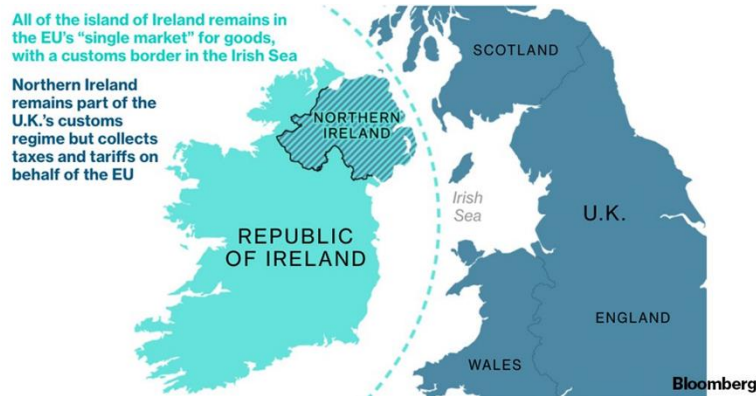 All of the island of Ireland remains in
the EU's “single market” for goods,
with a customs border in the Irish Sea
Northern Ireland
remains part of the
U.K.'s customs
regime but collects
taxes and tariffs on
behalf of the EU
SCOTLAND
NORTHERN
IRELAND
Irish
Sea
U.K.
REPUBLIC
OF IRELAND
ENGLAND
WALES
Bloomberg